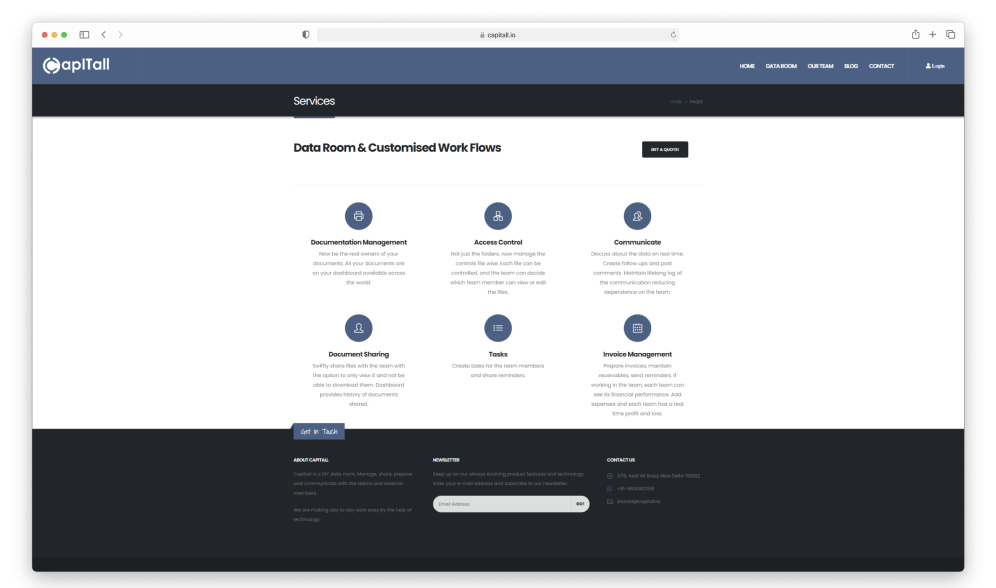 capitall.io
CapITall
HOME DATA ROOM OUR TEAM BLOG CONTACT Login
Services
HOME > PAGES
Data Room & Customised Work Flows
GET A QUOTE!
Documentation Management
Now be the real owners of your
documents. All your documents are
on your dashboard available across
the world.
Access Control
Not just the folders, now manage the
controls file wise. Each file can be
controlled, and the team can decide
which team member can view or edit
the files.
Communicate
Discuss about the data on real time.
Create follow ups and post
comments. Maintain lifelong log of
the communication reducing
dependence on the team.
Document Sharing
Swiftly share files with the team with
the option to only view it and not be
able to download them. Dashboard
provides history of documents
shared.
Tasks
Create tasks for the team members
and share reminders.
Invoice Management
Prepare invoices, maintain
receivables, send reminders. If
working in the team, each team can
see its financial performance. Add
expenses and each team has a real
time profit and loss.
Get In Touch
ABOUT CAPITALL
Capitall is a DIY data room. Manage, share, prepare
and communicate with the teams and external
members.
We are making day to day work easy by the help of
technology.
NEWSLETTER
Keep up on our always evolving product features and technology.
Enter your e-mail address and subscribe to our newsletter.
Email Address
GO!
CONTACT US
Road, New Delhi